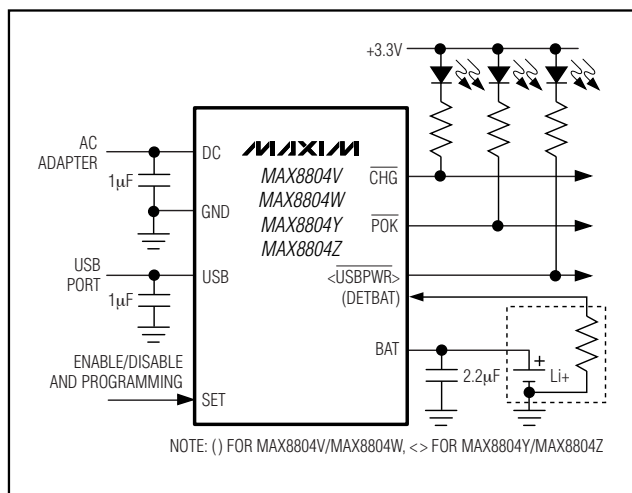 +3.3V
AC
ADAPTER
1µF
DC
GND
USB
PORT
1µF
USB
ENABLE/DISABLE
AND PROGRAMMING
SET
MAXIM
MAX8804V
MAX8804W
MAX8804Y
MAX8804Z
CHG
POK
<USBPWR>
(DETBAT)
BAT
2.2µF
+
Li+
NOTE: () FOR MAX8804V/MAX8804W, <> FOR MAX8804Y/MAX8804Z